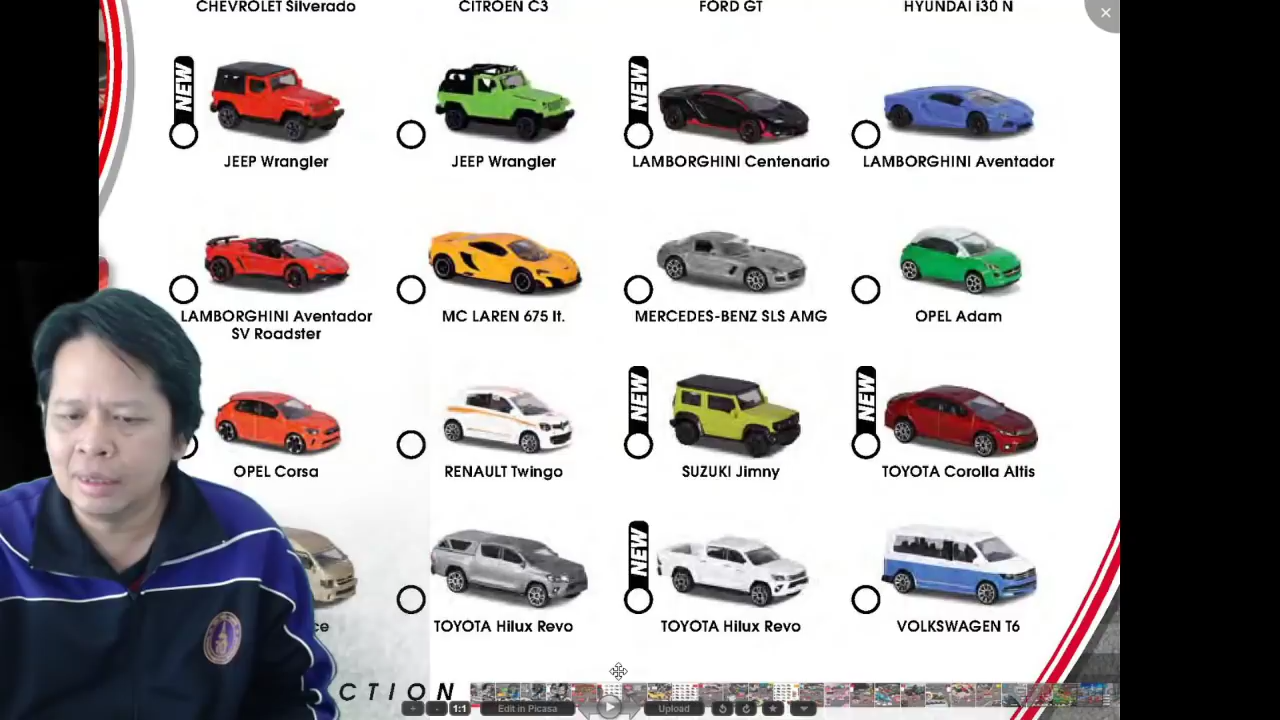 CHEVROLET Silverado
CITROEN C3
FORD GT
HYUNDAI i30 N
NEW
JEEP Wrangler
JEEP Wrangler
NEW
LAMBORGHINI Centenario
LAMBORGHINI Aventador
LAMBORGHINI Aventador
SV Roadster
MC LAREN 675 lt.
MERCEDES-BENZ SLS AMG
OPEL Adam
OPEL Corsa
RENAULT Twingo
NEW
SUZUKI Jimny
NEW
TOYOTA Corolla Altis
ce
TOYOTA Hilux Revo
NEW
TOYOTA Hilux Revo
VOLKSWAGEN T6
CTION
1:1
Edit in Picasa
Upload